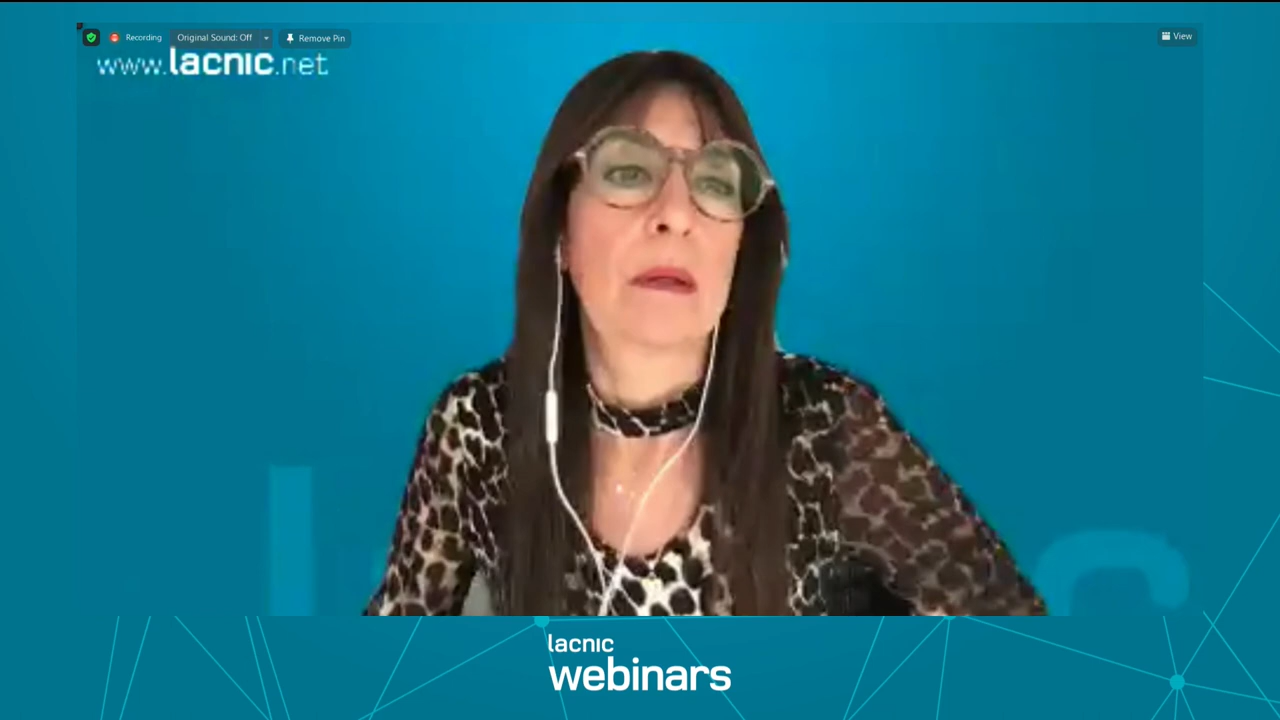 Recording
Original Sound: Off
Remove Pin
View
www.lacnic.net
lacnic
webinars